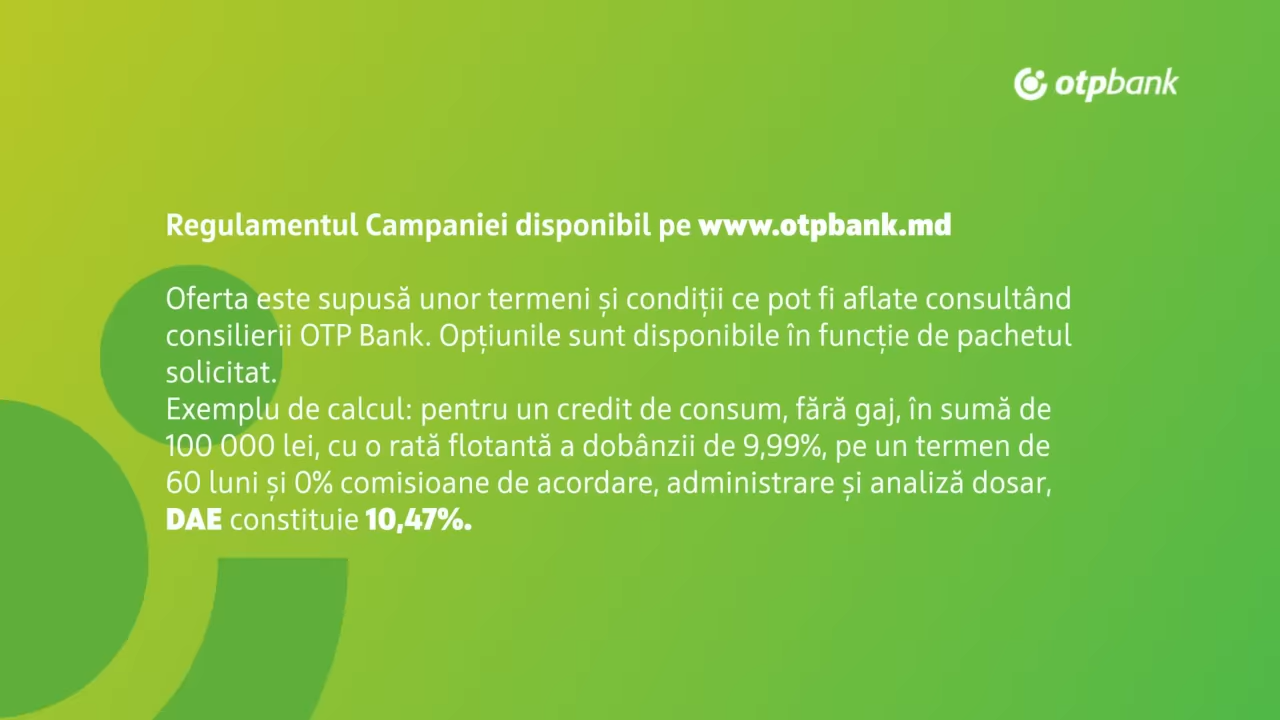 otpbank
Regulamentul Campaniei disponibil pe www.otpbank.md
Oferta este supusă unor termeni și condiții ce pot fi aflate consultând
consilierii OTP Bank. Opțiunile sunt disponibile în funcție de pachetul
solicitat.
Exemplu de calcul: pentru un credit de consum, fără gaj, în sumă de
100 000 lei, cu o rată flotantă a dobânzii de 9,99%, pe un termen de
60 luni și 0% comisioane de acordare, administrare și analiză dosar,
DAE constituie 10,47%.